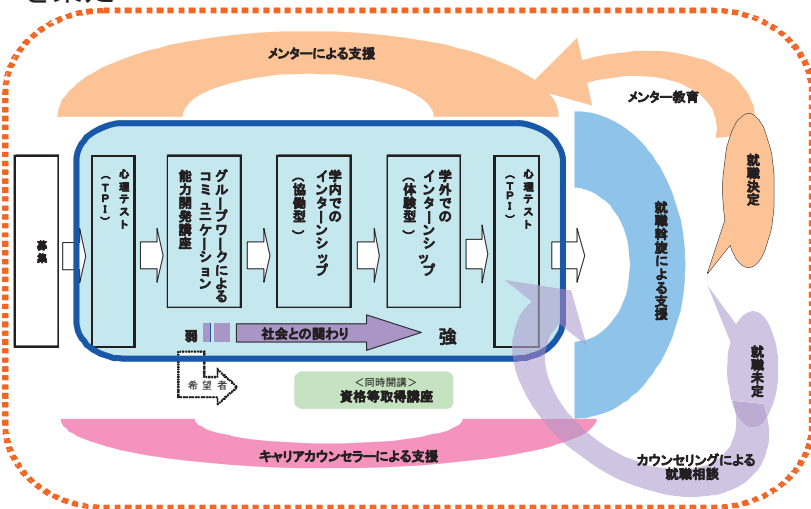 メンターによる支援
メンター教育
就職決定
募集
心理テスト
（TPI）
グループワークによる
コミュニケーション
能力開発講座
学内での
インターンシップ
（協働型）
学外での
インターンシップ
（体験型）
心理テスト
（TPI）
就職斡旋による支援
弱
社会との関わり
強
希望者
＜同時開講＞
資格等取得講座
就職未定
キャリアカウンセラーによる支援
カウンセリングによる
就職相談